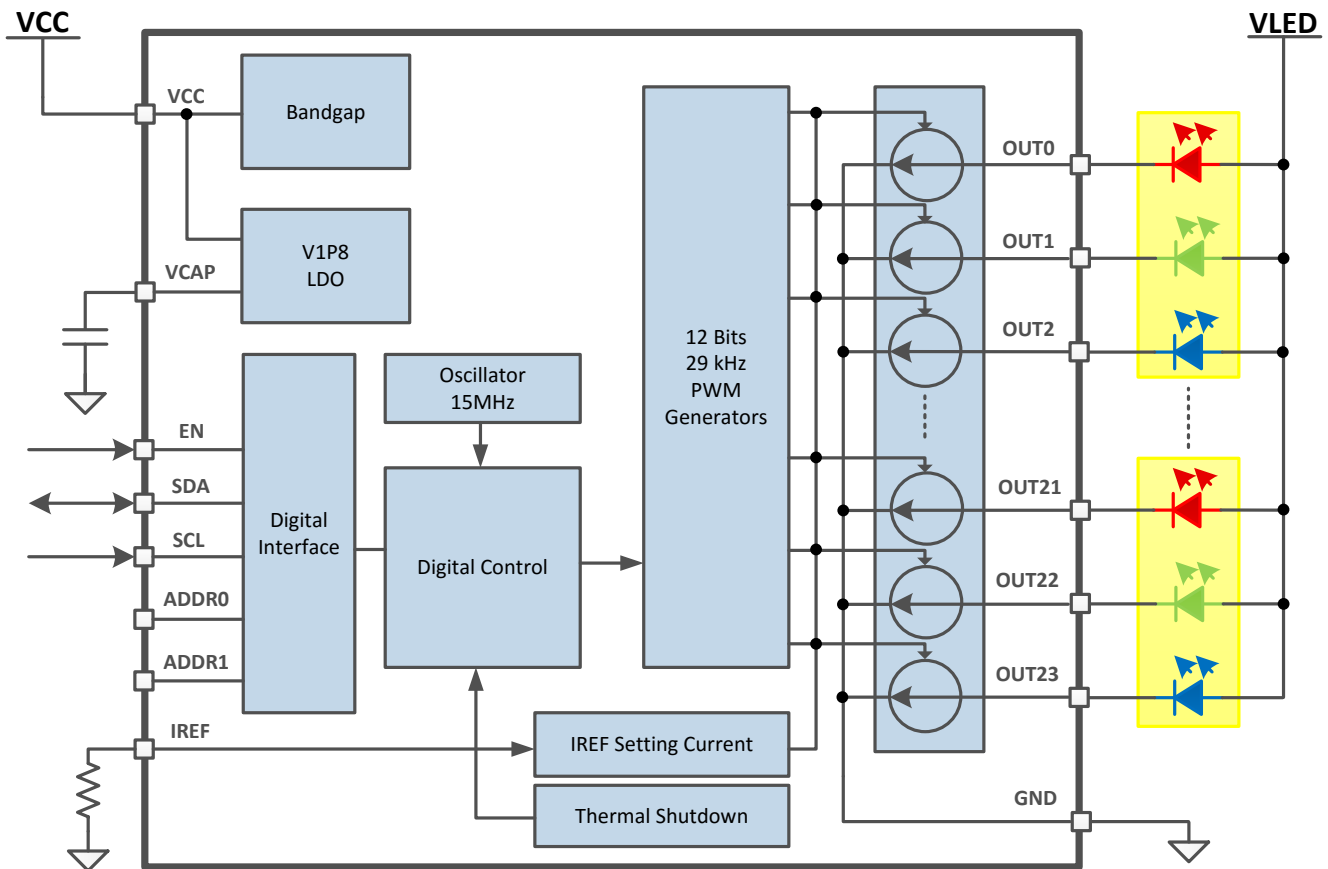 VCC
VLED
VCC
Bandgap
V1P8
LDO
VCAP
12 Bits
29 kHz
PWM
Generators
OUT0
OUT1
OUT2
Oscillator
15MHz
EN
SDA
SCL
ADDR0
ADDR1
Digital
Interface
Digital Control
OUT21
OUT22
OUT23
IREF
IREF Setting Current
Thermal Shutdown
GND